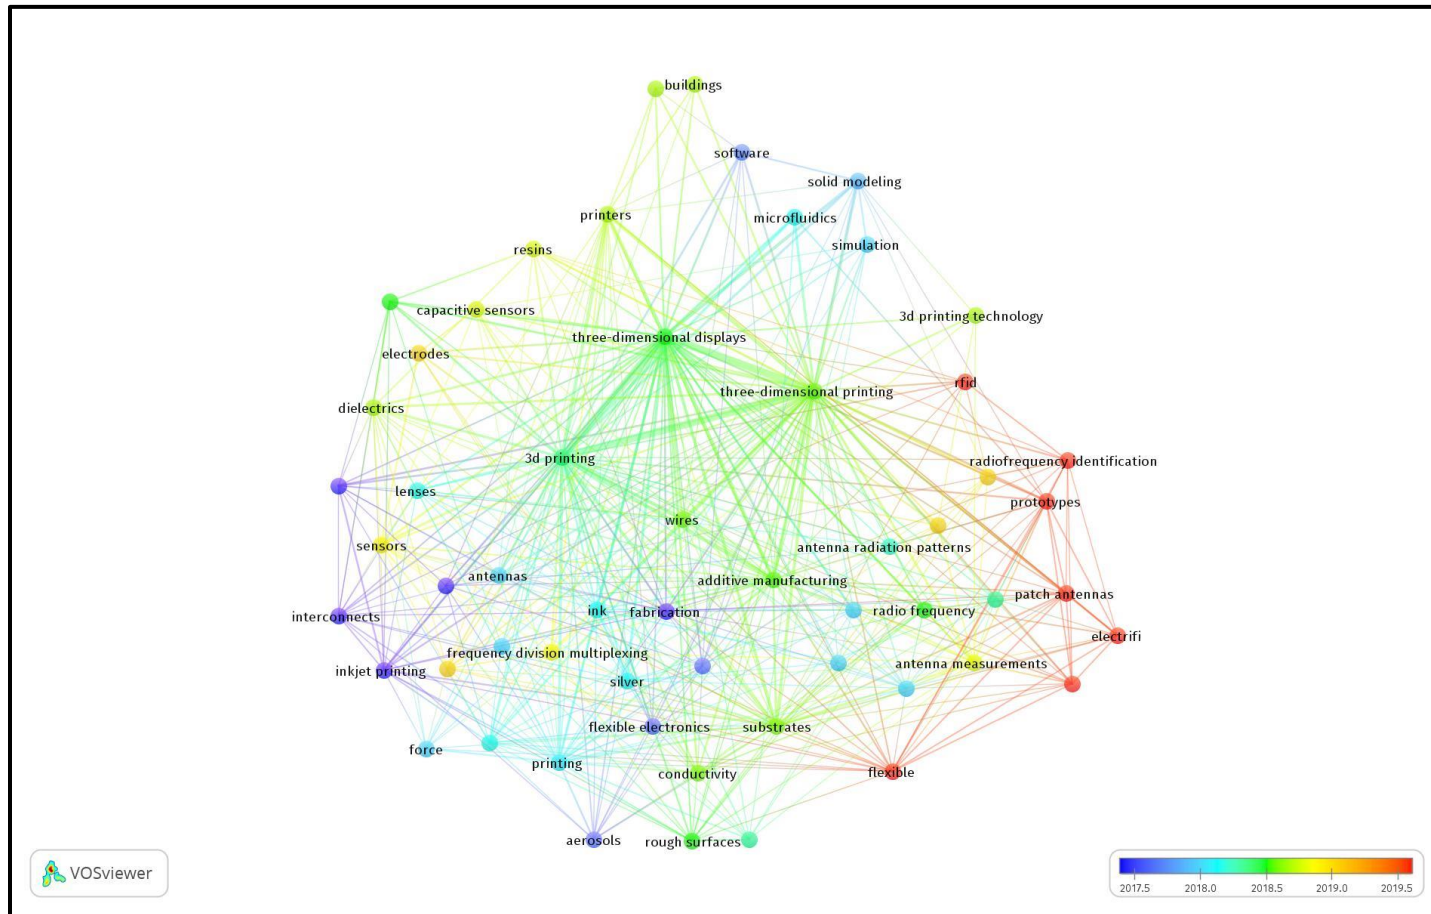 buildings
software
solid modeling
printers
microfluidics
simulation
resins
capacitive sensors
3d printing technology
three-dimensional displays
electrodes
rfid
three-dimensional printing
dielectrics
3d printing
radiofrequency identification
lenses
prototypes
wires
sensors
antenna radiation patterns
antennas
additive manufacturing
patch antennas
ink
fabrication
radio frequency
interconnects
electrifi
frequency division multiplexing
antenna measurements
inkjet printing
silver
flexible electronics
substrates
force
printing
conductivity
flexible
aerosols
rough surfaces
VOSviewer
2017.5 2018.0 2018.5 2019.0 2019.5